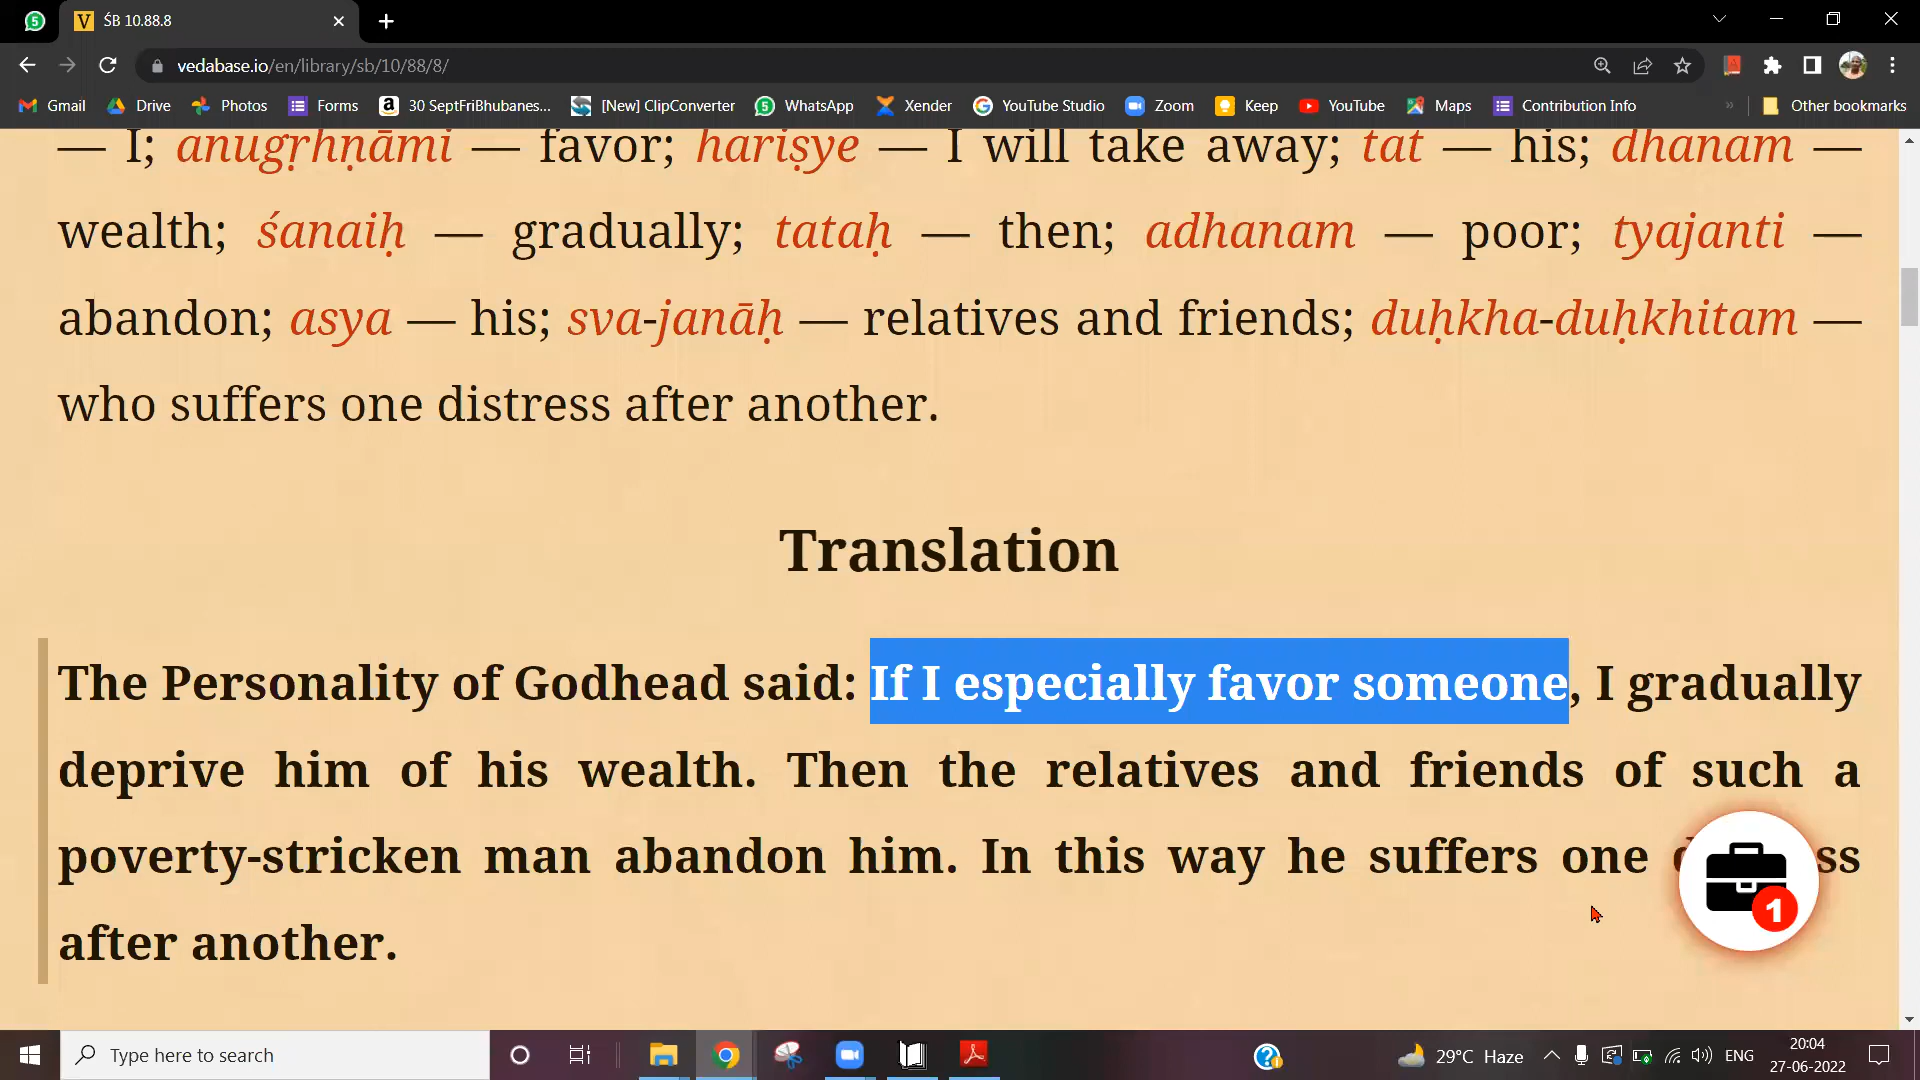 ŚB 10.88.8
vedabase.io/en/library/sb/10/88/8/
Gmail Drive Photos Forms 30 SeptFriBhubanes... [New] ClipConverter WhatsApp Xender YouTube Studio Zoom Keep YouTube Maps Contribution Info » Other bookmarks
— I; anugṛhṇāmi — favor; hariṣye — I will take away; tat — his; dhanam —
wealth; śanaiḥ — gradually; tataḥ — then; adhanam — poor; tyajanti —
abandon; asya — his; sva-janāḥ — relatives and friends; duḥkha-duḥkhitam —
who suffers one distress after another.
Translation
The Personality of Godhead said: If I especially favor someone, I gradually
deprive him of his wealth. Then the relatives and friends of such a
poverty-stricken man abandon him. In this way he suffers one d ss
1
after another.
Type here to search
29°C Haze
ENG
20:04
27-06-2022